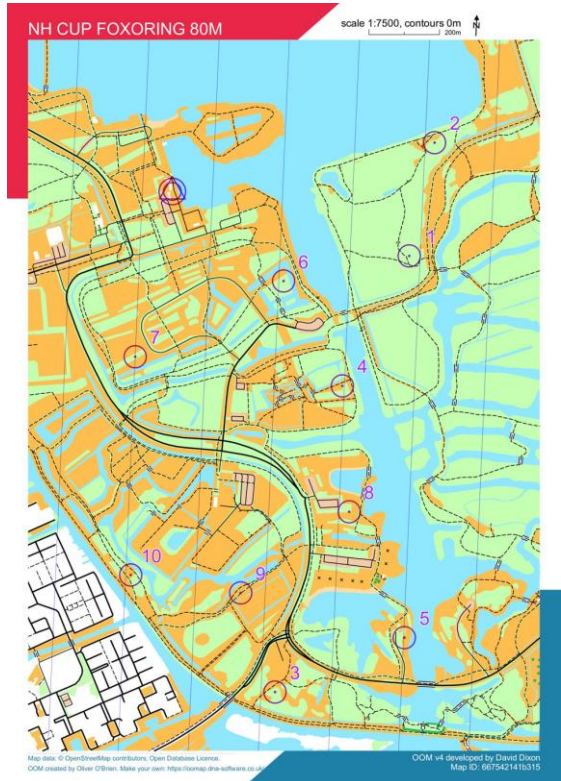 NH CUP FOXORING 80M
scale 1:7500, contours 0m
N
200m
2
1
6
7
4
8
10
9
5
3
Map data: © OpenStreetMap contributors, Open Database Licence.
OOM created by Oliver O'Brien. Make your own: https://oomap.dna-software.co.uk/
OOM v4 developed by David Dixon
Map ID: 667542141b315